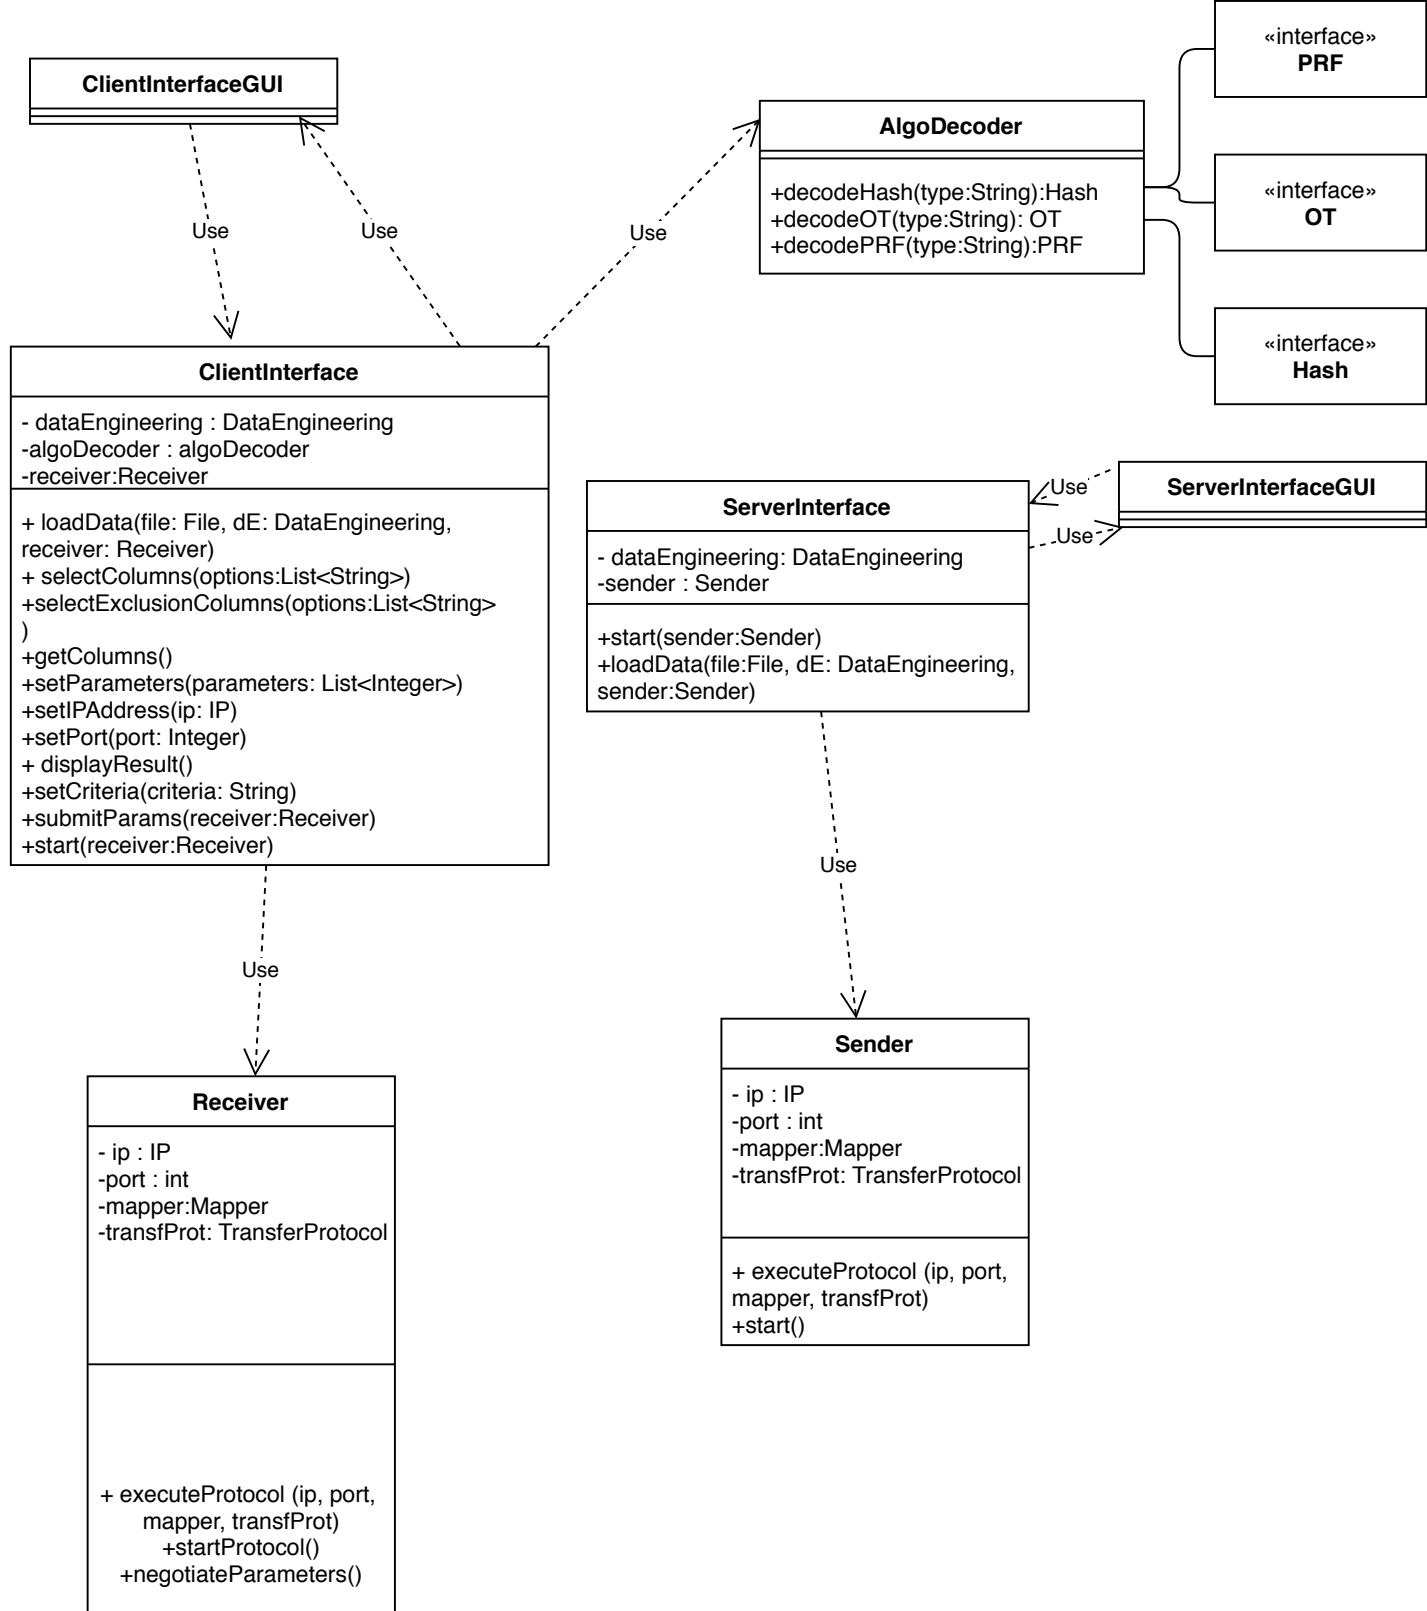 ClientInterfaceGUI
Use
Use
Use
AlgoDecoder
+decodeHash(type:String):Hash
+decodeOT(type:String): OT
+decodePRF(type:String):PRF
«interface»
PRF
«interface»
OT
«interface»
Hash
ClientInterface
- dataEngineering : DataEngineering
-algoDecoder : algoDecoder
-receiver:Receiver
+ loadData(file: File, dE: DataEngineering,
receiver: Receiver)
+ selectColumns(options:List<String>)
+selectExclusionColumns(options:List<String>
)
+getColumns()
+setParameters(parameters: List<Integer>)
+setIPAddress(ip: IP)
+setPort(port: Integer)
+ displayResult()
+setCriteria(criteria: String)
+submitParams(receiver:Receiver)
+start(receiver:Receiver)
ServerInterface
- dataEngineering: DataEngineering
-sender : Sender
+start(sender:Sender)
+loadData(file:File, dE: DataEngineering,
sender:Sender)
Use
Use
ServerInterfaceGUI
Use
Use
Receiver
- ip : IP
-port : int
-mapper:Mapper
-transfProt: TransferProtocol
+ executeProtocol (ip, port,
mapper, transfProt)
+startProtocol()
+negotiateParameters()
Sender
- ip : IP
-port : int
-mapper:Mapper
-transfProt: TransferProtocol
+ executeProtocol (ip, port,
mapper, transfProt)
+start()